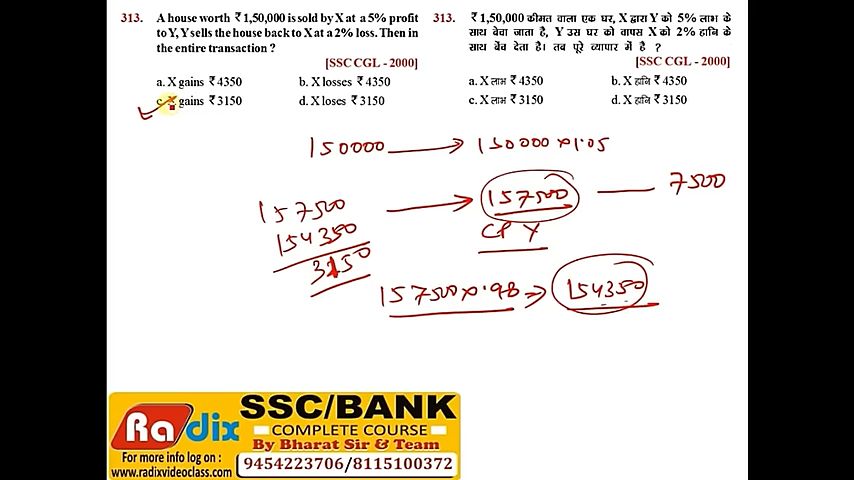 313. A house worth ₹ 1,50,000 is sold by X at a 5% profit
to Y, Y sells the house back to X at a 2% loss. Then in
the entire transaction ?
[SSC CGL - 2000]
a. X gains ₹ 4350 b. X losses ₹ 4350
c. X gains ₹ 3150 d. X loses ₹ 3150
313. ₹ 1,50,000 कीमत वाला एक घर, X द्वारा Y को 5% लाभ के
साथ बेचा जाता है, Y उस घर को वापस X को 2% हानि के
साथ बेंच देता है। तब पूरे व्यापार में है ?
[SSC CGL - 2000]
a. X लाभ ₹ 4350 b. X हानि ₹ 4350
c. X लाभ ₹ 3150 d. X हानि ₹ 3150
150000 → 150000 × 1.05
157500 → 157500 — 7500
154350 CP Y
3150
157500 × .98 → 154350
Radix
For more info log on :
www.radixvideoclass.com
SSC/BANK
COMPLETE COURSE
By Bharat Sir & Team
9454223706/8115100372